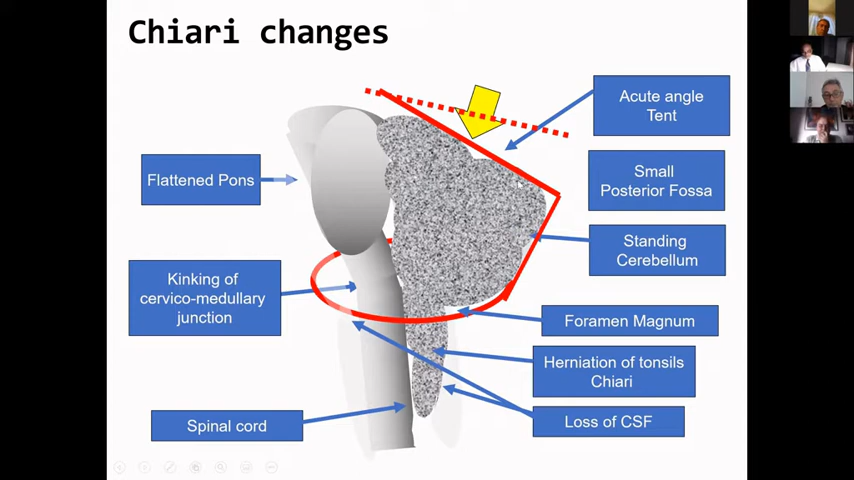 Chiari changes
Acute angle
Tent
Flattened Pons
Small
Posterior Fossa
Standing
Cerebellum
Kinking of
cervico-medullary
junction
Foramen Magnum
Herniation of tonsils
Chiari
Spinal cord
Loss of CSF